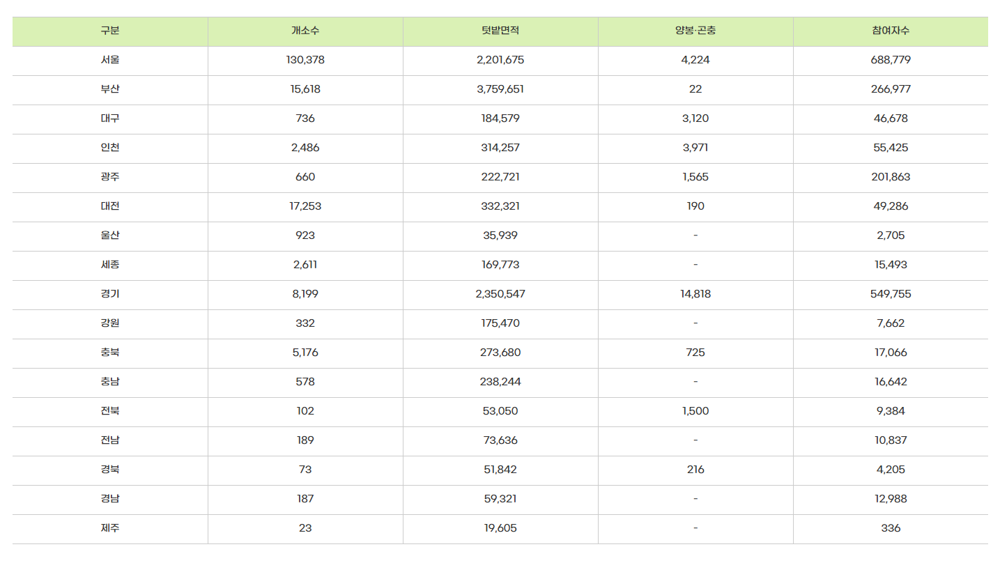 구분 개소수 텃밭면적 양봉·곤충 참여자수
서울 130,378 2,201,675 4,224 688,779
부산 15,618 3,759,651 22 266,977
대구 736 184,579 3,120 46,678
인천 2,486 314,257 3,971 55,425
광주 660 222,721 1,565 201,863
대전 17,253 332,321 190 49,286
울산 923 35,939 - 2,705
세종 2,611 169,773 - 15,493
경기 8,199 2,350,547 14,818 549,755
강원 332 175,470 - 7,662
충북 5,176 273,680 725 17,066
충남 578 238,244 - 16,642
전북 102 53,050 1,500 9,384
전남 189 73,636 - 10,837
경북 73 51,842 216 4,205
경남 187 59,321 - 12,988
제주 23 19,605 - 336